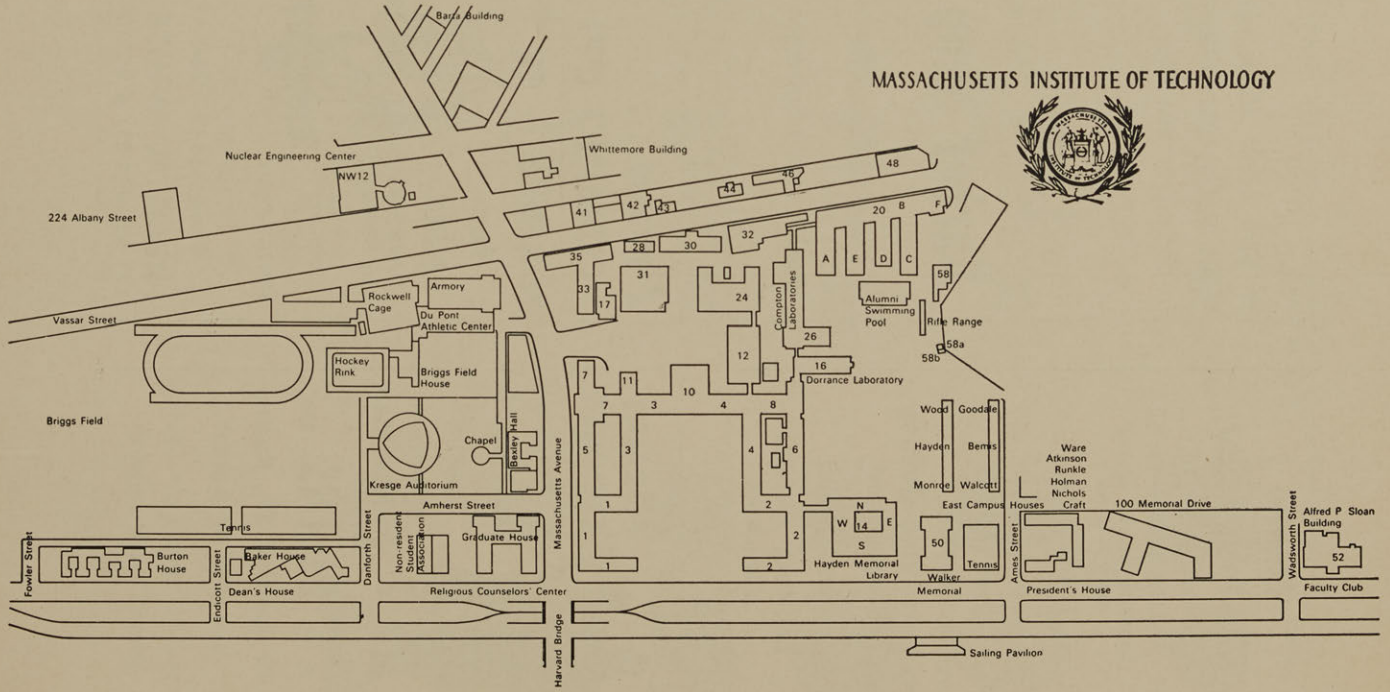 Barta Building
MASSACHUSETTS INSTITUTE OF TECHNOLOGY
MASSACHUSETTS
INSTITUTE OF TECHNOLOGY
Nuclear Engineering Center
Whittemore Building
NW12
48
46
44
224 Albany Street
41
42
43
20
B
F
32
28
30
35
A
E
D
C
31
33
17
24
58
Compton
Laboratories
Armory
Rockwell
Cage
Alumni
Swimming
Pool
Vassar Street
Du Pont
Athletic Center
Rifle Range
26
58a
58b
12
Hockey
Rink
Briggs Field
House
16
Dorrance Laboratory
7
11
10
7
3
4
8
Wood
Goodale
Briggs Field
Chapel
Bexley Hall
Massachusetts Avenue
5
3
4
6
Hayden
Bemis
Ware
Atkinson
Runkle
Holman
Nichols
Craft
Kresge Auditorium
Monroe
Walcott
Amherst Street
1
2
N
W
14
E
S
East Campus Houses
100 Memorial Drive
Tennis
Danforth Street
Non-resident
Student
Association
Graduate House
1
2
50
Ames Street
Wadsworth Street
Alfred P Sloan
Building
52
Fowler Street
Burton
House
Endicott Street
Baker House
1
2
Hayden Memorial
Library
Tennis
Walker
Memorial
Dean's House
Religious Counselors' Center
President's House
Faculty Club
Harvard Bridge
Sailing Pavilion